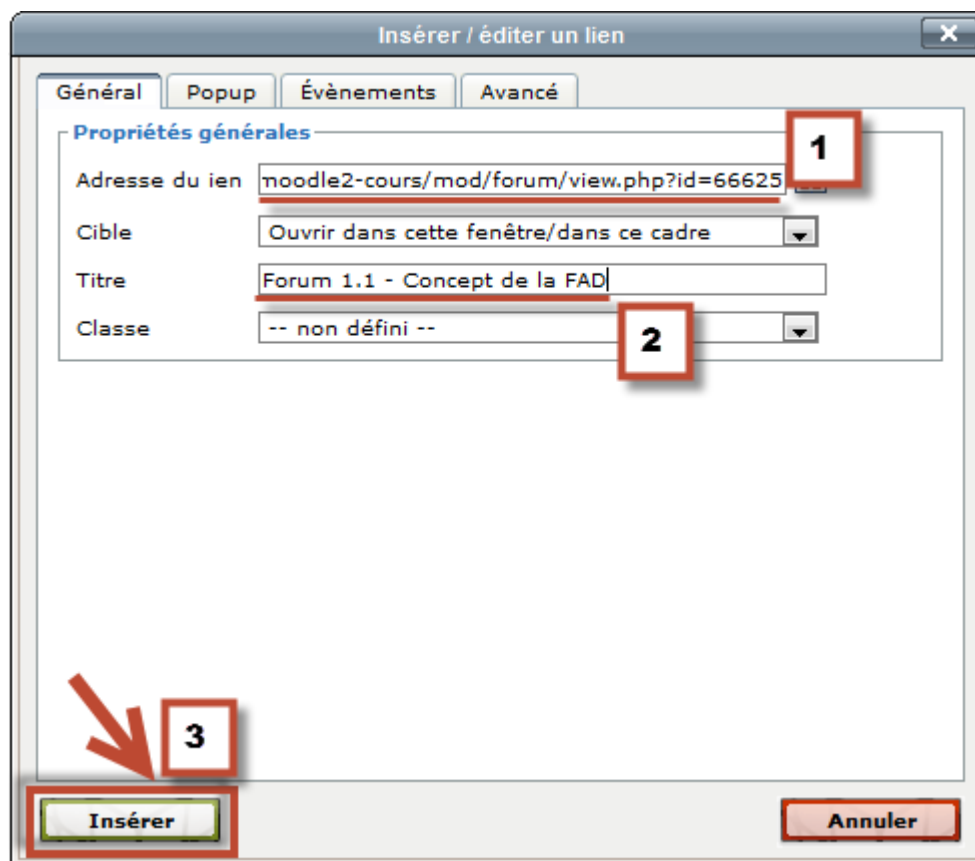 Insérer / éditer un lien
Général Popup Évènements Avancé
Propriétés générales
1
Adresse du ien moodle2-cours/mod/forum/view.php?id=66625
Cible Ouvrir dans cette fenêtre/dans ce cadre
Titre Forum 1.1 - Concept de la FAD
Classe -- non défini --
2
3
Insérer Annuler